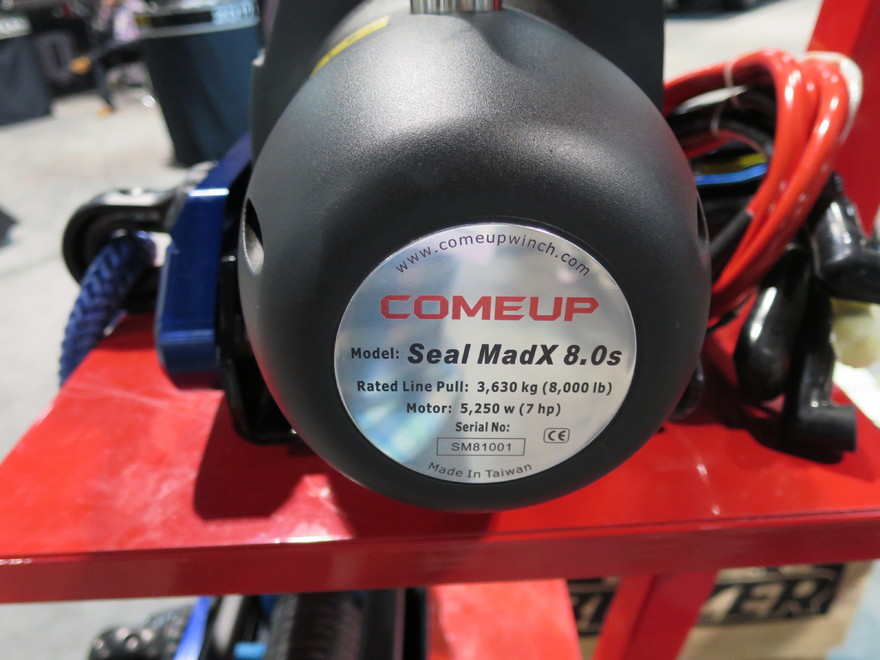 www.comeupwinch.com
COMEUP
Model: Seal MadX 8.0s
Rated Line Pull: 3,630 kg (8,000 lb)
Motor: 5,250 w (7 hp)
Serial No:
CE
SM81001
Made In Taiwan